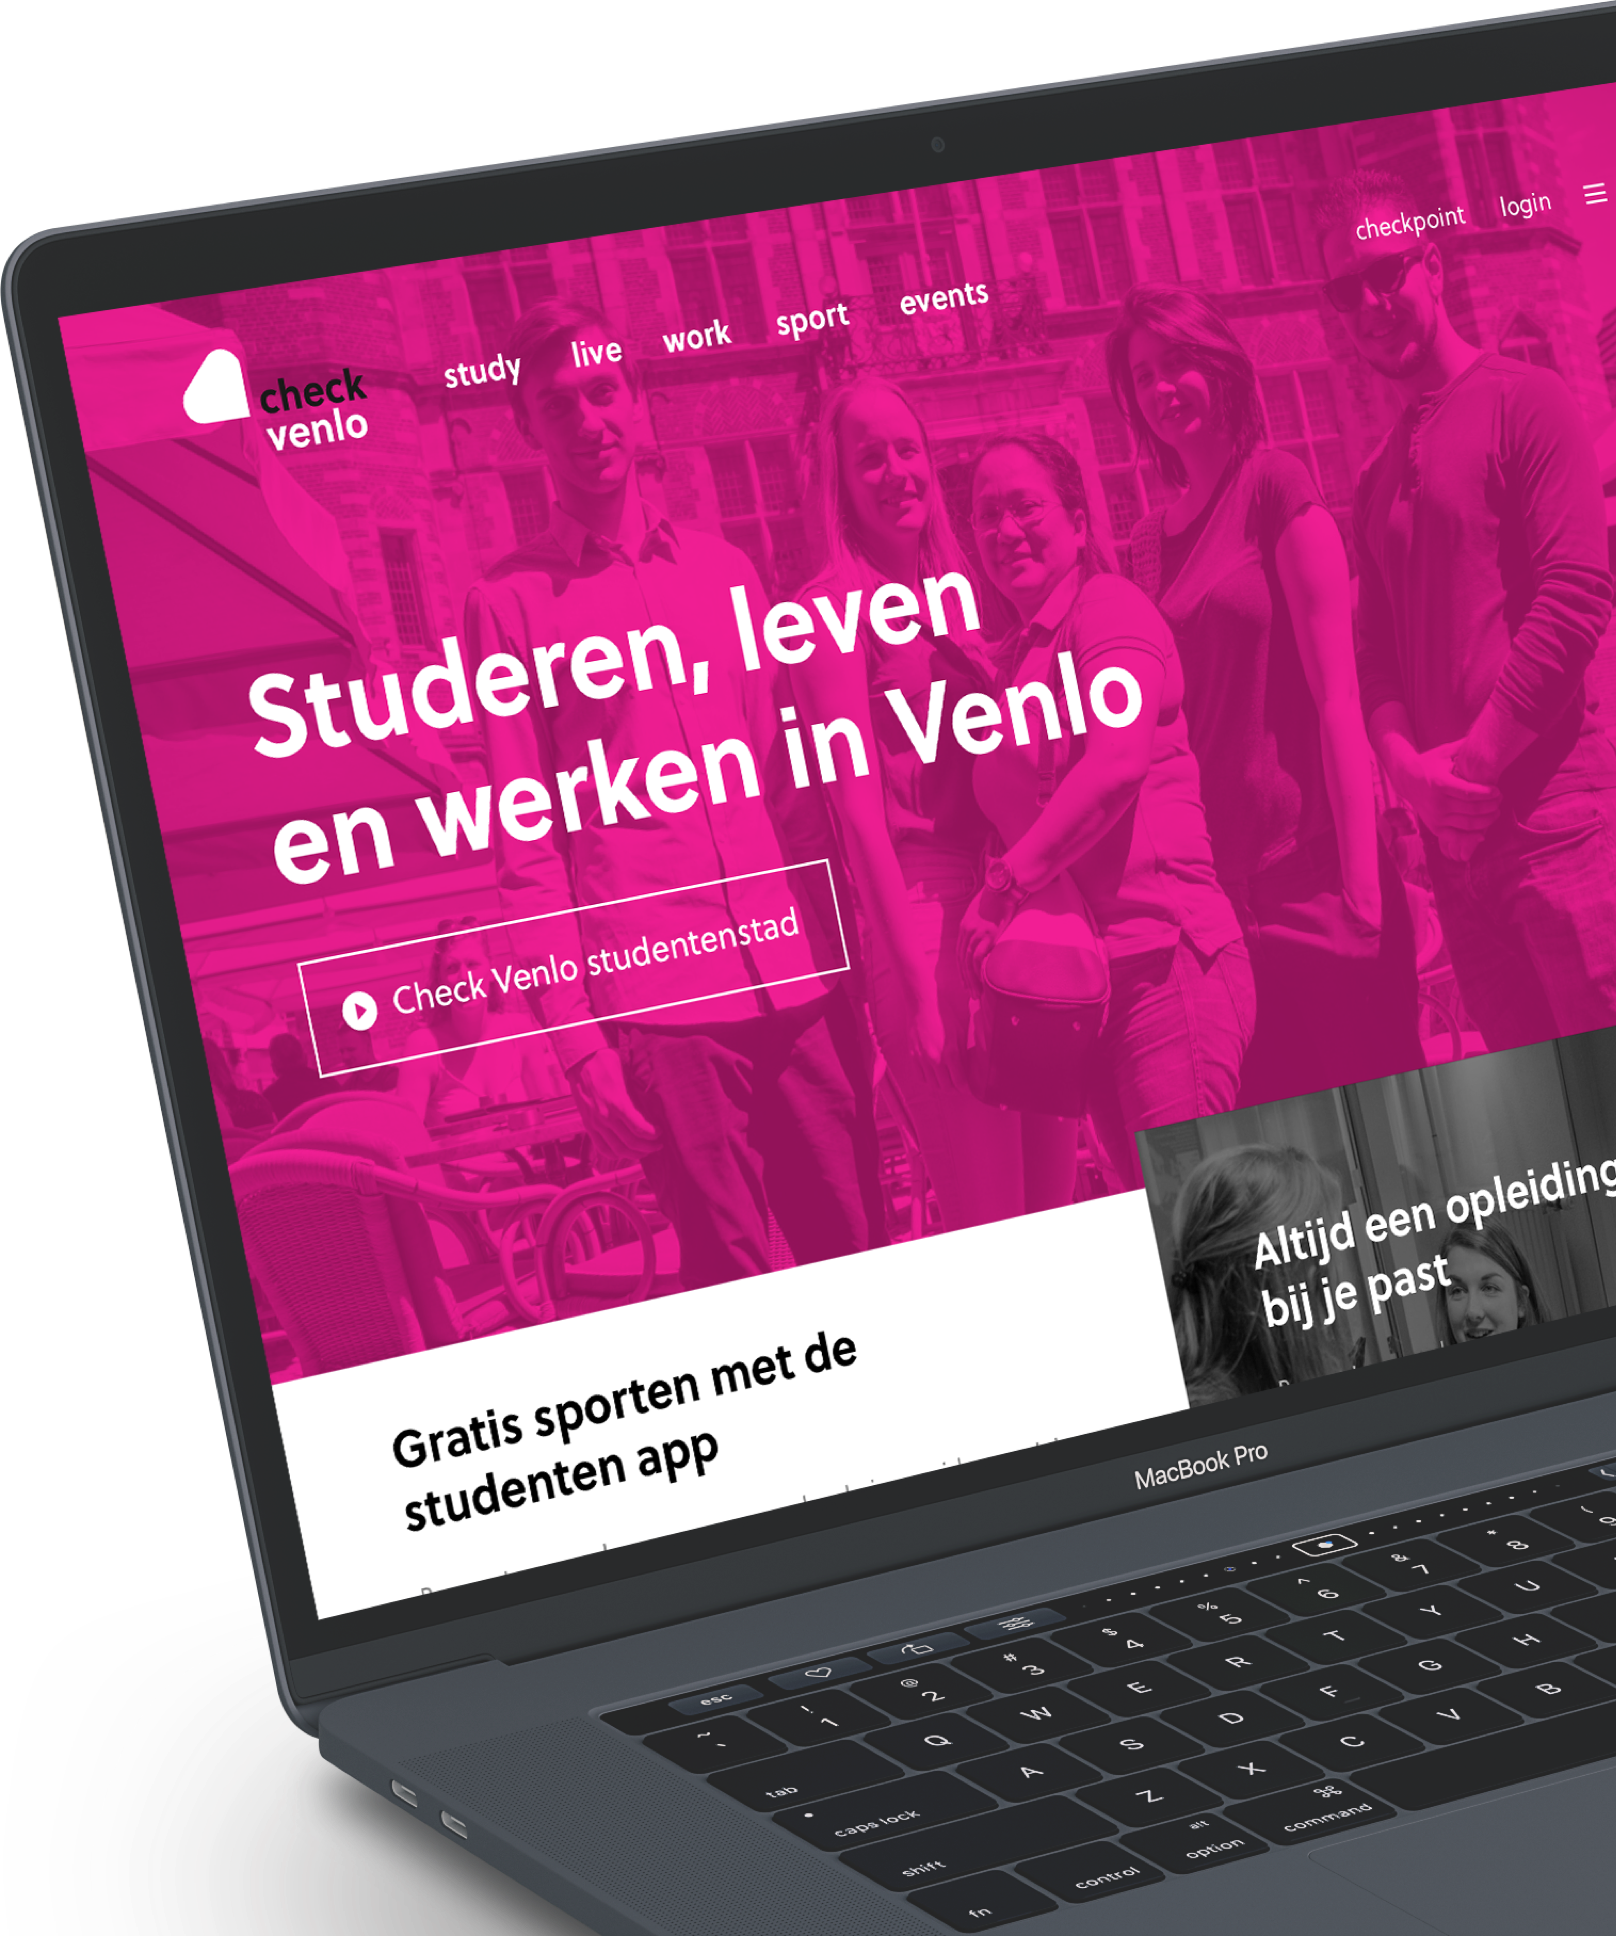 checkpoint login
study live work sport events
check
venlo
Studeren, leven
en werken in Venlo
Check Venlo studentenstad
Altijd een opleiding
bij je past
Gratis sporten met de
studenten app
MacBook Pro
esc
~ ` ! 1 @ 2 # 3 $ 4 % 5 ^ 6 & 7 * 8
tab Q W E R T Y U
caps lock A S D F G H
shift Z X C V B
fn control alt option ⌘ command